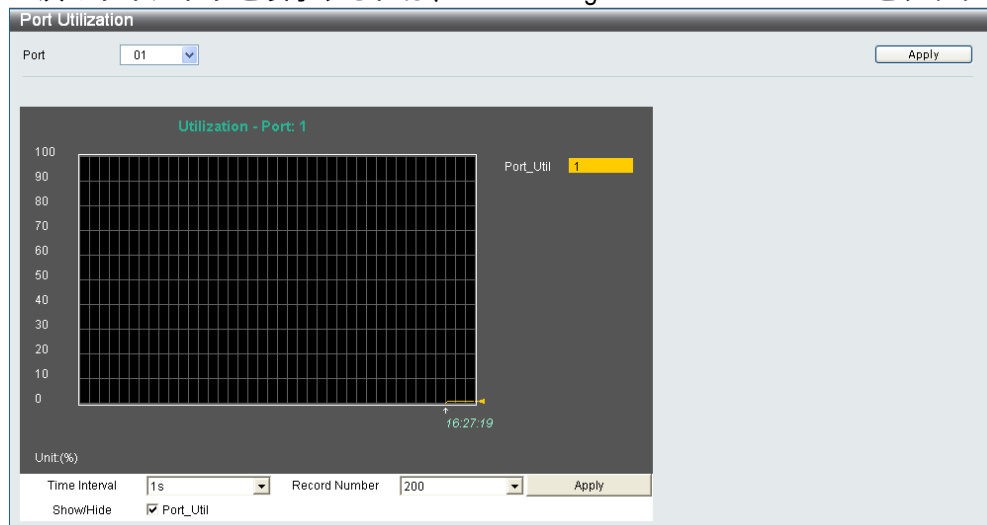 Port Utilization
Port 01 Apply
Utilization - Port: 1
100
90
80
70
60
50
40
30
20
10
0
Port_Util 1
16:27:19
Unit:(%)
Time Interval 1s Record Number 200 Apply
Show/Hide Port_Util